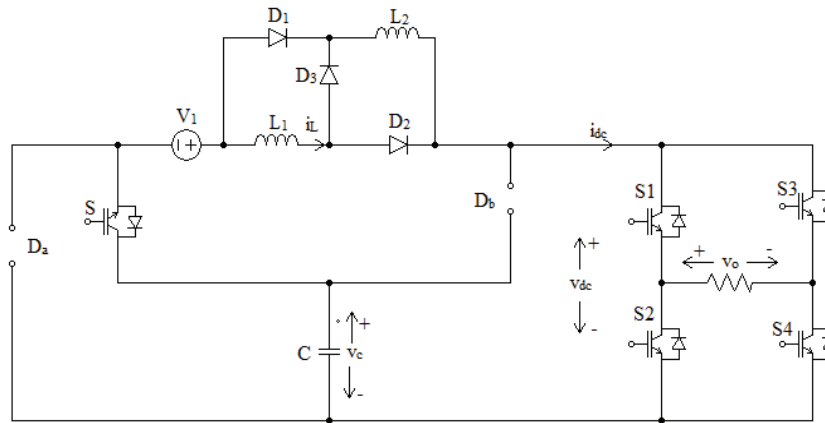 D1
L2
D3
V1
L1
iL
D2
idc
S
Db
S1
S3
Da
+
+
-
vo
vdc
+
-
S2
S4
C
vc
-